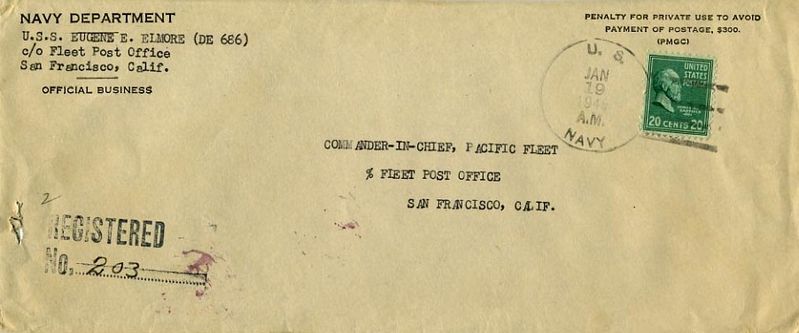 NAVY DEPARTMENT
U.S.S. EUGENE E. ELMORE (DE 686)
c/o Fleet Post Office
San Francisco, Calif.
OFFICIAL BUSINESS
PENALTY FOR PRIVATE USE TO AVOID
PAYMENT OF POSTAGE, $300.
(PMGC)
U. S.
JAN
19
A.M.
NAVY
UNITED
STATES
POSTAGE
20 CENTS 20
COMMANDER-IN-CHIEF, PACIFIC FLEET
% FLEET POST OFFICE
SAN FRANCISCO, CALIF.
2
REGISTERED
No. 203